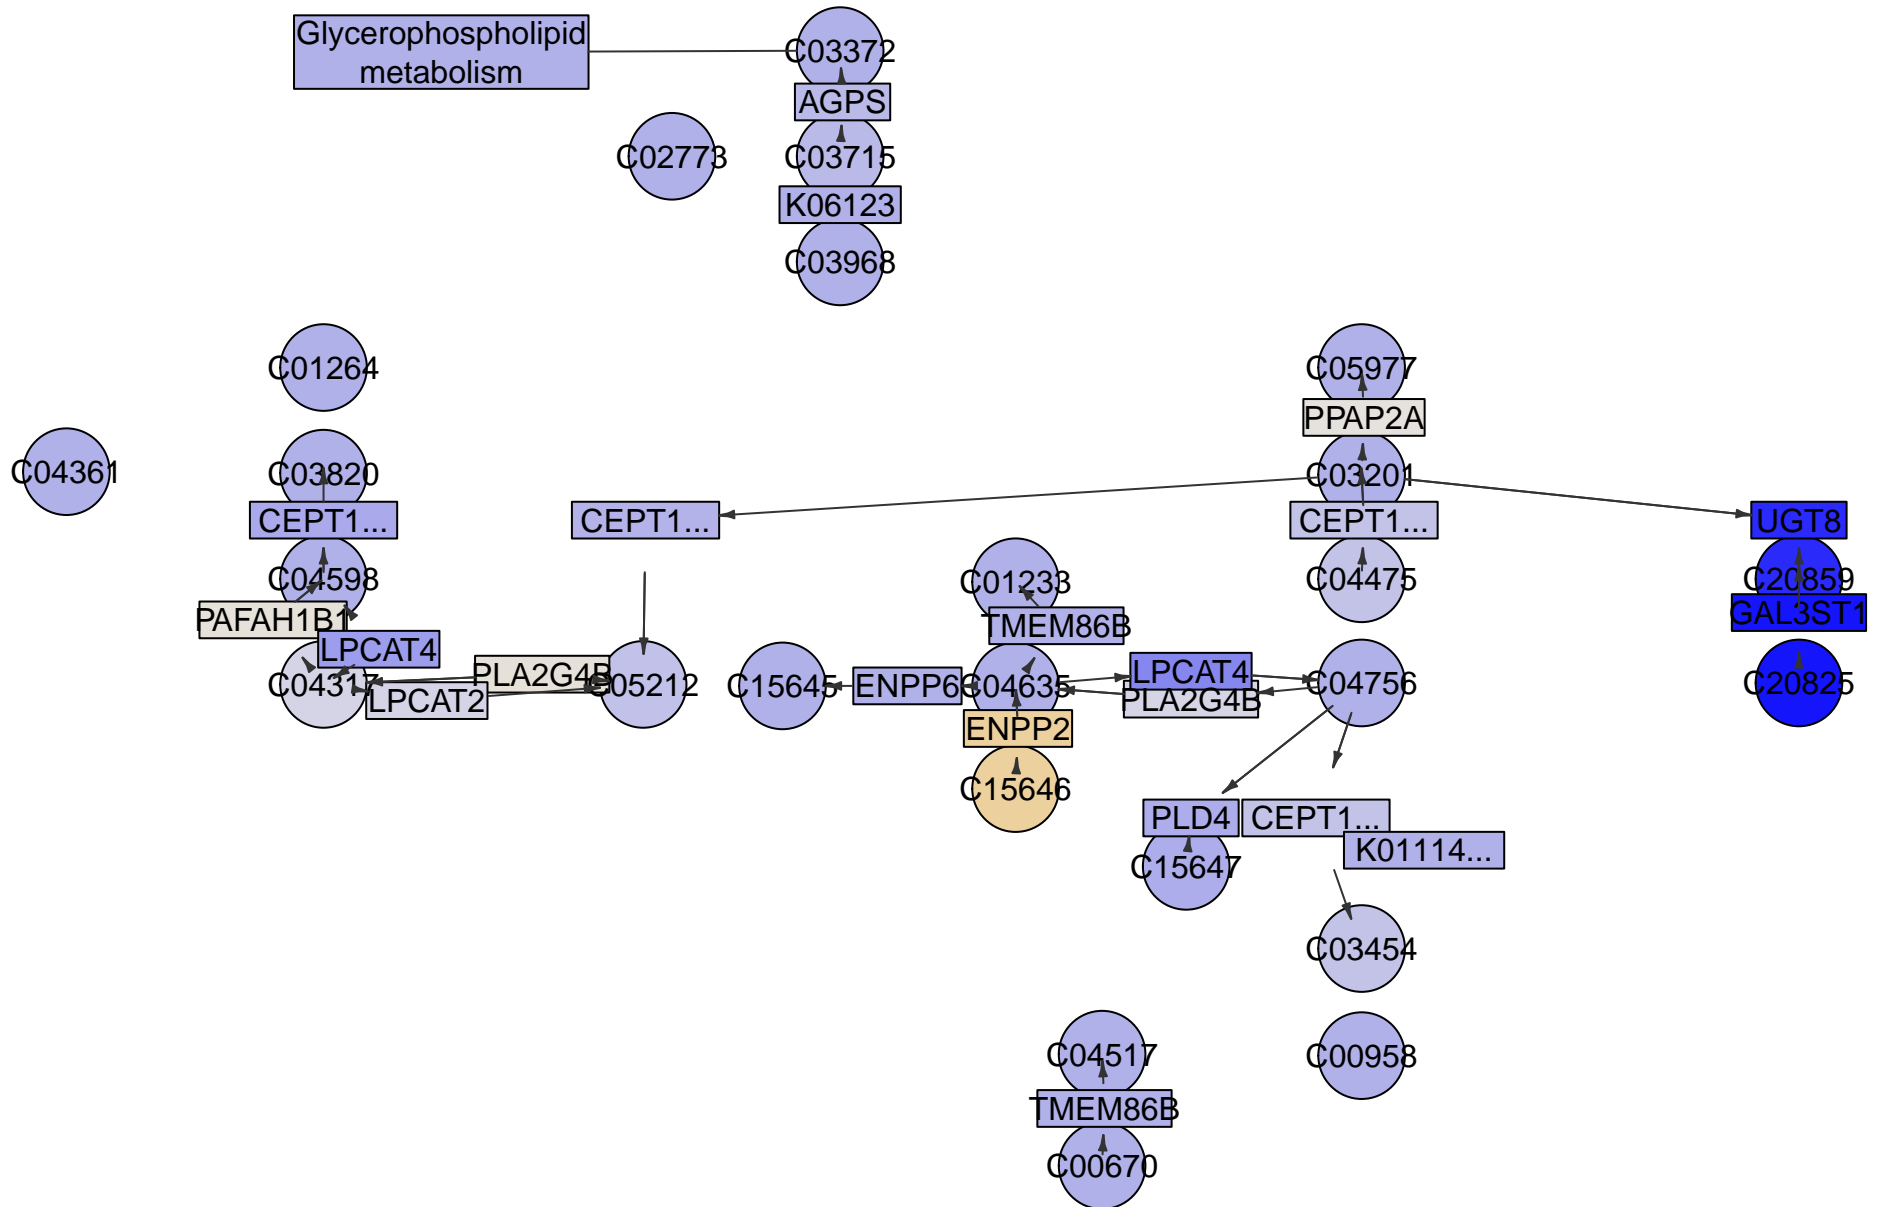 Glycerophospholipid
metabolism
C03372
AGPS
C02773
C03715
K06123
C03968
C01264
C05977
PPAP2A
C04361
C03820
C03201
CEPT1...
CEPT1...
CEPT1...
UGT8
C04598
C01233
C04475
C20859
PAFAH1B1
TMEM86B
GAL3ST1
LPCAT4
PLA2G4B
LPCAT4
C04317
LPCAT2
C05212
C15645
ENPP6
C04635
PLA2G4B
C04756
C20825
ENPP2
C15646
PLD4
CEPT1...
K01114...
C15647
C03454
C04517
C00958
TMEM86B
C00670